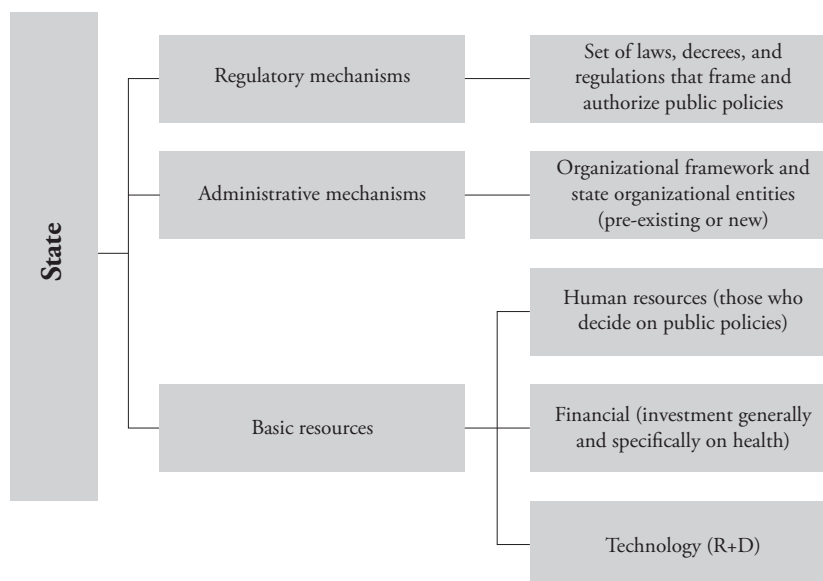 State
Regulatory mechanisms
Set of laws, decrees, and
regulations that frame and
authorize public policies
Administrative mechanisms
Organizational framework and
state organizational entities
(pre-existing or new)
Basic resources
Human resources (those who
decide on public policies)
Financial (investment generally
and specifically on health)
Technology (R+D)